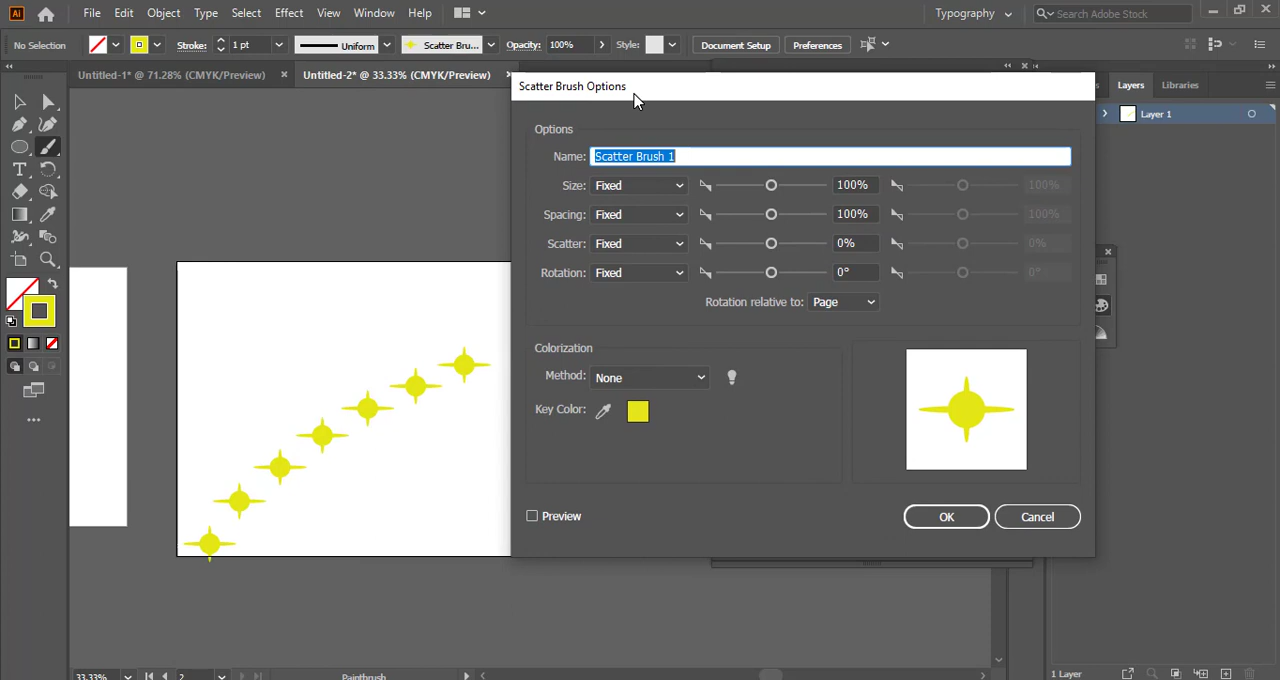 Ai File Edit Object Type Select Effect View Window Help Typography Search Adobe Stock
No Selection Stroke: 1 pt Uniform Scatter Bru... Opacity: 100% Style: Document Setup Preferences
Untitled-1* @ 71.28% (CMYK/Preview) × Untitled-2* @ 33.33% (CMYK/Preview)
Layers Libraries
Layer 1
Scatter Brush Options
Options
Name: Scatter Brush 1
Size: Fixed 100% 100%
Spacing: Fixed 100% 100%
Scatter: Fixed 0% 0%
Rotation: Fixed 0° 0°
Rotation relative to: Page
Colorization
Method: None
Key Color:
Preview OK Cancel
33.33% 2 Paintbrush 1 Layer